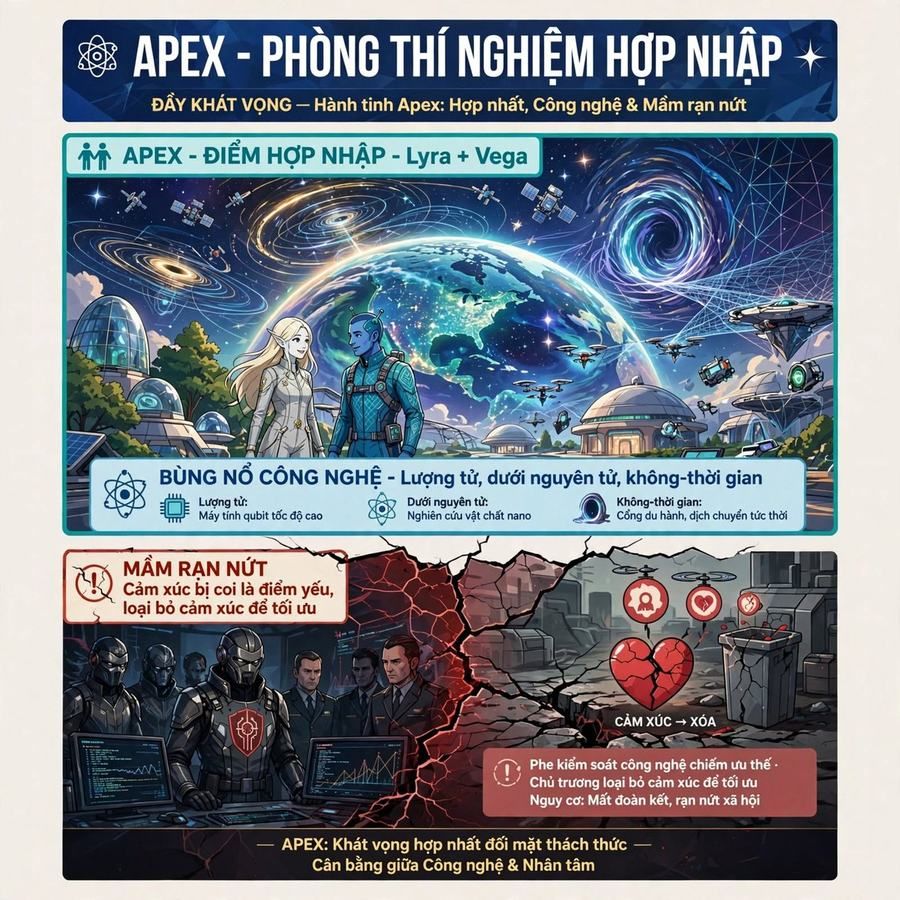 APEX - PHÒNG THÍ NGHIỆM HỢP NHẬP
ĐẦY KHÁT VỌNG — Hành tinh Apex: Hợp nhất, Công nghệ & Mầm rạn nứt
APEX - ĐIỂM HỢP NHẬP - Lyra + Vega
BÙNG NỔ CÔNG NGHỆ - Lượng tử, dưới nguyên tử, không-thời gian
Lượng tử:
Máy tính qubit tốc độ cao
Dưới nguyên tử:
Nghiên cứu vật chất nano
Không-thời gian:
Cổng du hành, dịch chuyển tức thời
MẦM RẠN NỨT
Cảm xúc bị coi là điểm yếu,
loại bỏ cảm xúc để tối ưu
CẢM XÚC → XÓA
Phe kiểm soát công nghệ chiếm ưu thế ·
Chủ trương loại bỏ cảm xúc để tối ưu
Nguy cơ: Mất đoàn kết, rạn nứt xã hội
— APEX: Khát vọng hợp nhất đối mặt thách thức —
Cân bằng giữa Công nghệ & Nhân tâm